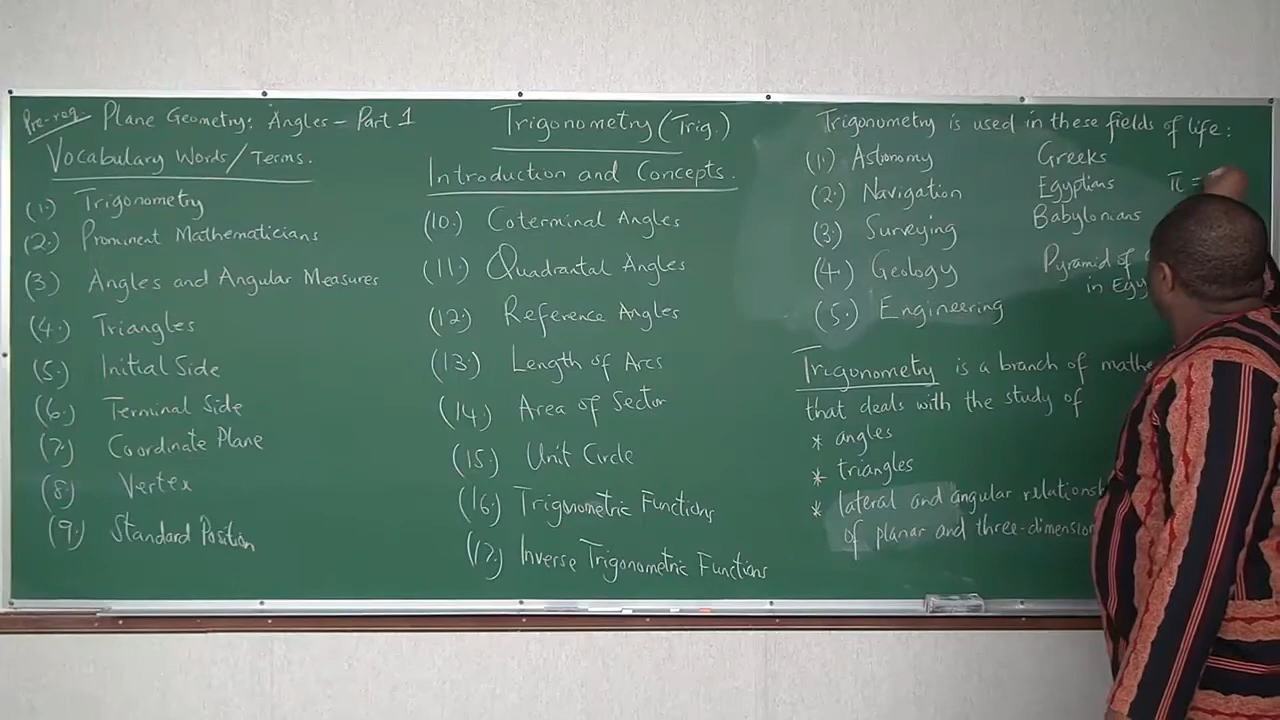 Pre-req Plane Geometry: Angles – Part 1
Vocabulary Words/Terms.
(1.) Trigonometry
(2.) Prominent Mathematicians
(3) Angles and Angular Measures
(4.) Triangles
(5.) Initial Side
(6.) Terminal Side
(7.) Coordinate Plane
(8.) Vertex
(9.) Standard Position
Trigonometry (Trig.)
Introduction and Concepts.
(10.) Coterminal Angles
(11.) Quadrantal Angles
(12.) Reference Angles
(13.) Length of Arcs
(14.) Area of Sector
(15.) Unit Circle
(16.) Trigonometric Functions
(17.) Inverse Trigonometric Functions
Trigonometry is used in these fields of life:
(1.) Astronomy
(2.) Navigation
(3.) Surveying
(4.) Geology
(5.) Engineering
Greeks
Egyptians
Babylonians
Pyramid of
in Egy
π =
Trigonometry is a branch of mathe
that deals with the study of
* angles
* triangles
* lateral and angular relationsh
of planar and three-dimension